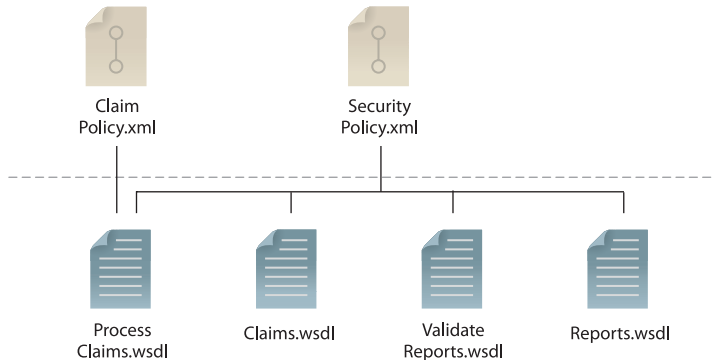 Claim
Policy.xml
Security
Policy.xml
Process
Claims.wsdl
Claims.wsdl
Validate
Reports.wsdl
Reports.wsdl